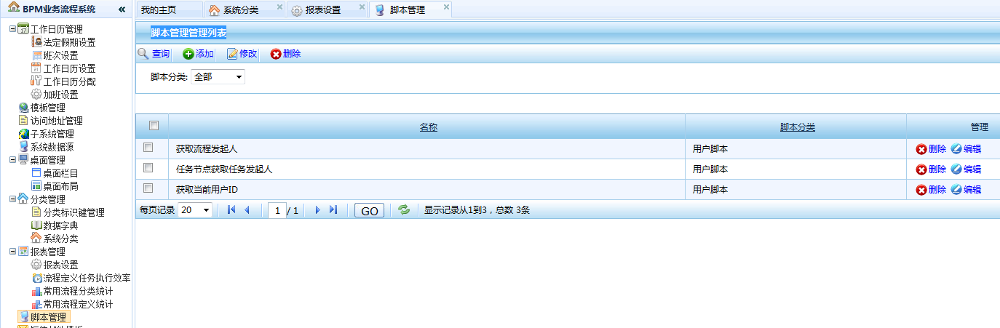 BPM业务流程系统 «
工作日历管理
法定假期设置
班次设置
工作日历设置
工作日历分配
加班设置
模板管理
访问地址管理
子系统管理
系统数据源
桌面管理
桌面栏目
桌面布局
分类管理
分类标识键管理
数据字典
系统分类
报表管理
报表设置
流程定义任务执行效率
常用流程分类统计
常用流程定义统计
脚本管理
我的主页 系统分类 报表设置 脚本管理
脚本管理管理列表
查询 添加 修改 删除
脚本分类: 全部
名称 脚本分类 管理
获取流程发起人 用户脚本 删除 编辑
任务节点获取任务发起人 用户脚本 删除 编辑
获取当前用户ID 用户脚本 删除 编辑
每页记录 20 1 / 1 GO 显示记录从1到3，总数 3条